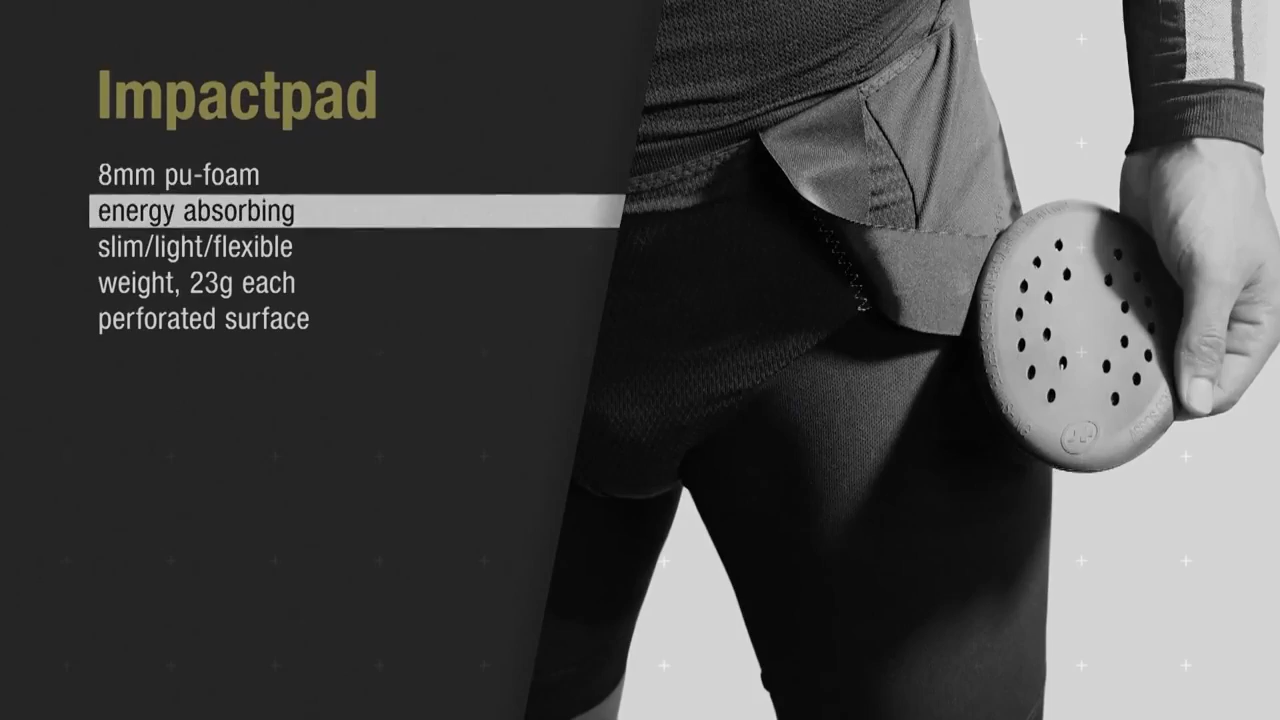 Impactpad
8mm pu-foam
energy absorbing
slim/light/flexible
weight, 23g each
perforated surface